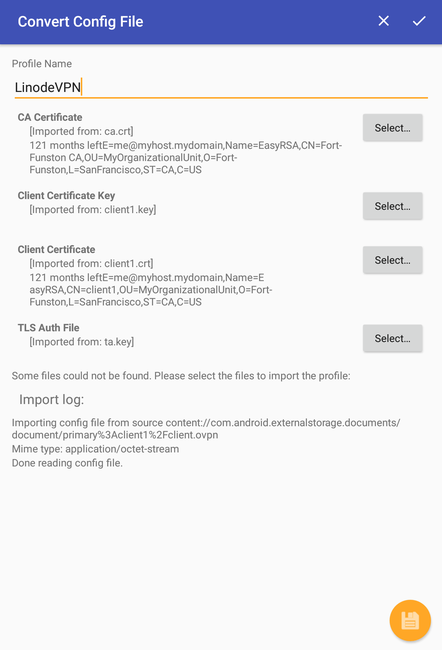 Convert Config File
Profile Name
LinodeVPN
CA Certificate
[Imported from: ca.crt]
Select...
121 months leftE=me@myhost.mydomain,Name=EasyRSA,CN=Fort-
Funston CA,OU=MyOrganizationalUnit,O=Fort-
Funston,L=SanFrancisco,ST=CA,C=US
Client Certificate Key
[Imported from: client1.key]
Select...
Client Certificate
[Imported from: client1.crt]
Select...
121 months leftE=me@myhost.mydomain,Name=E
asyRSA,CN=client1,OU=MyOrganizationalUnit,O=Fort-
Funston,L=SanFrancisco,ST=CA,C=US
TLS Auth File
[Imported from: ta.key]
Select...
Some files could not be found. Please select the files to import the profile:
Import log:
Importing config file from source content://com.android.externalstorage.documents/
document/primary%3Aclient1%2Fclient.ovpn
Mime type: application/octet-stream
Done reading config file.